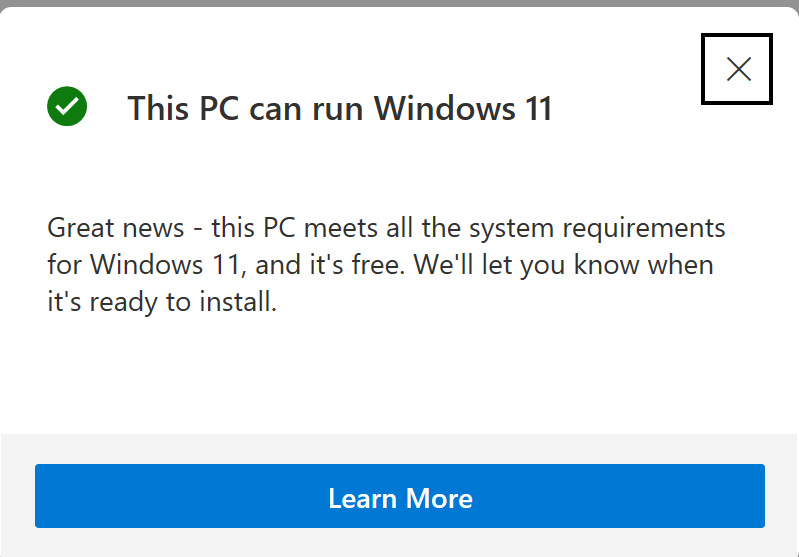 This PC can run Windows 11
Great news - this PC meets all the system requirements
for Windows 11, and it's free. We'll let you know when
it's ready to install.
Learn More